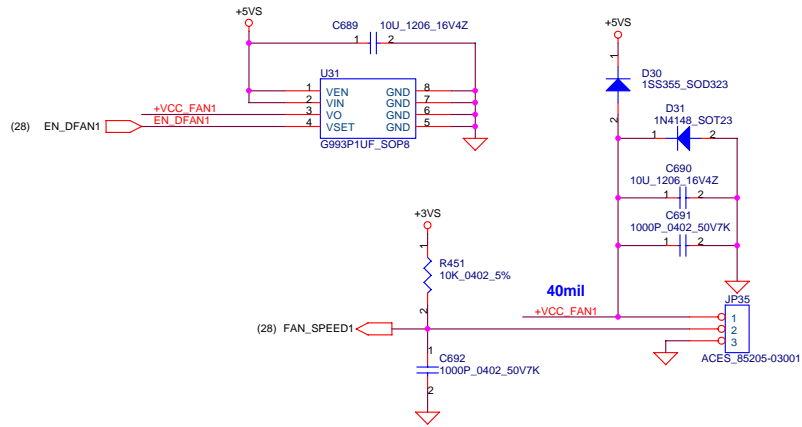 +5VS
C689 10U_1206_16V4Z
1 2
U31
1 VEN GND 8
2 VIN GND 7
3 VO GND 6
4 VSET GND 5
G993P1UF_SOP8
+VCC_FAN1
(28) EN_DFAN1 EN_DFAN1
+5VS
1
D30
1SS355_SOD323
2
D31
1N4148_SOT23
1 2
C690
10U_1206_16V4Z
1 2
C691
1000P_0402_50V7K
1 2
+3VS
1
R451
10K_0402_5%
2
40mil
+VCC_FAN1
(28) FAN_SPEED1
JP35
1
2
3
ACES_85205-03001
1
C692
1000P_0402_50V7K
2